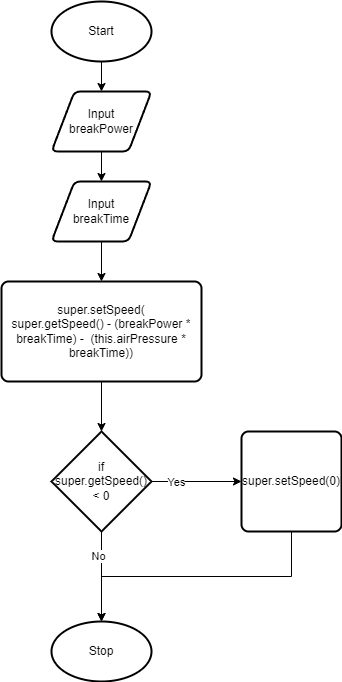 Start
Input
breakPower
Input
breakTime
super.setSpeed(
super.getSpeed() - (breakPower *
breakTime) -  (this.airPressure *
breakTime))
if
super.getSpeed()
< 0
Yes
super.setSpeed(0)
No
Stop